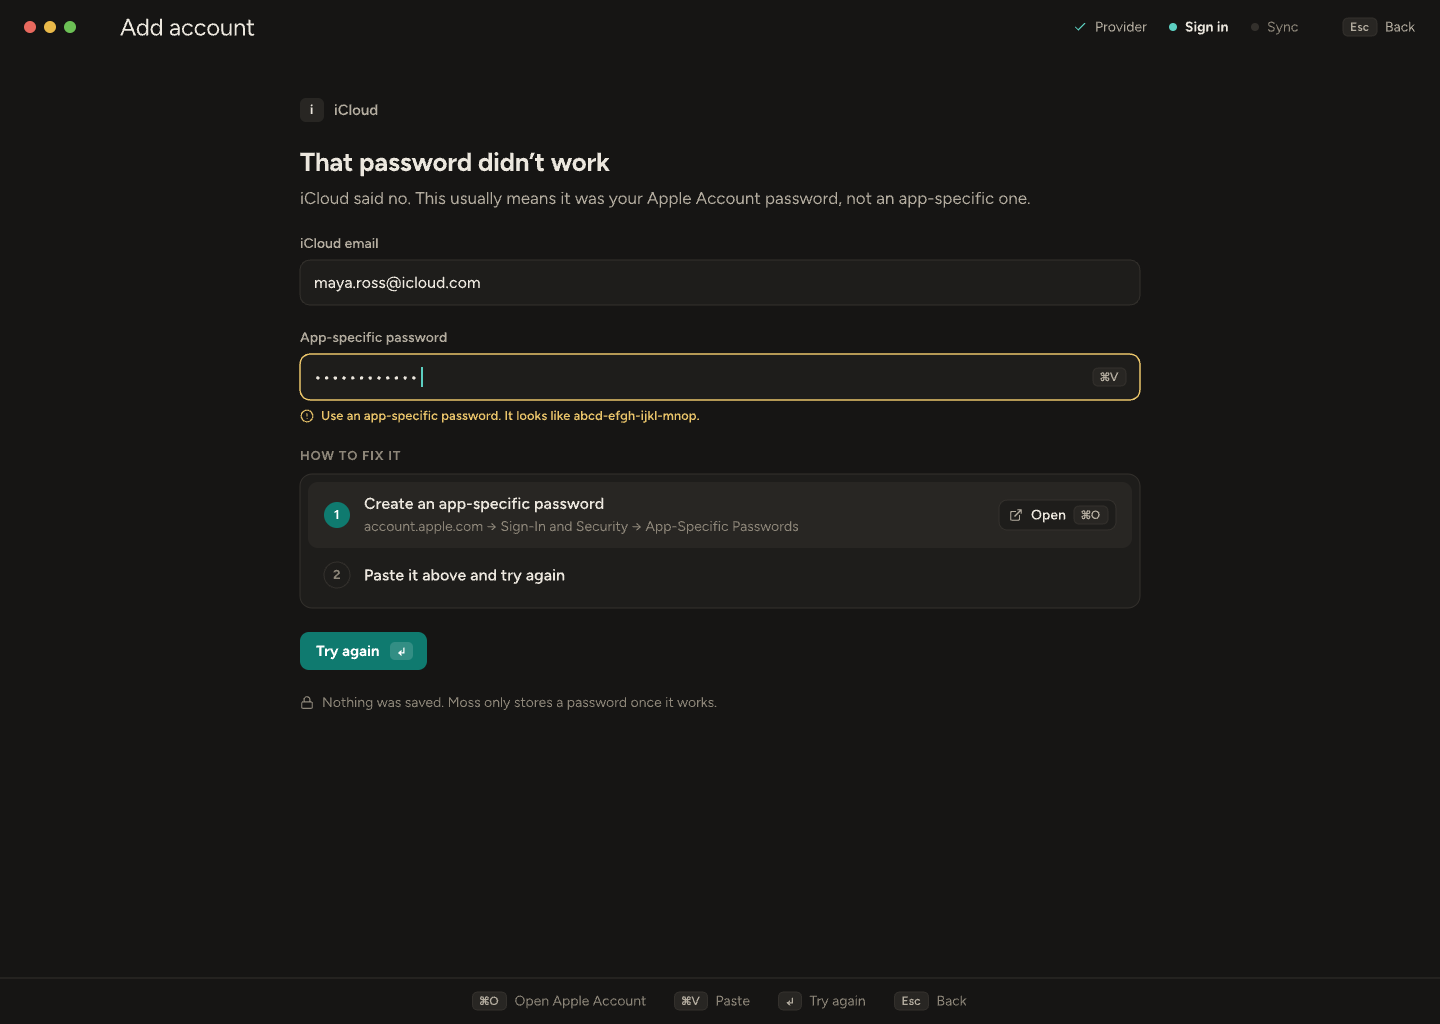 Add account
Provider
Sign in
Sync
Esc Back
i iCloud
That password didn’t work
iCloud said no. This usually means it was your Apple Account password, not an app-specific one.
iCloud email
maya.ross@icloud.com
App-specific password
••••••••••••
⌘V
Use an app-specific password. It looks like abcd-efgh-ijkl-mnop.
HOW TO FIX IT
1
Create an app-specific password
account.apple.com → Sign-In and Security → App-Specific Passwords
Open ⌘O
2 Paste it above and try again
Try again ↲
Nothing was saved. Moss only stores a password once it works.
⌘O Open Apple Account ⌘V Paste ↲ Try again Esc Back